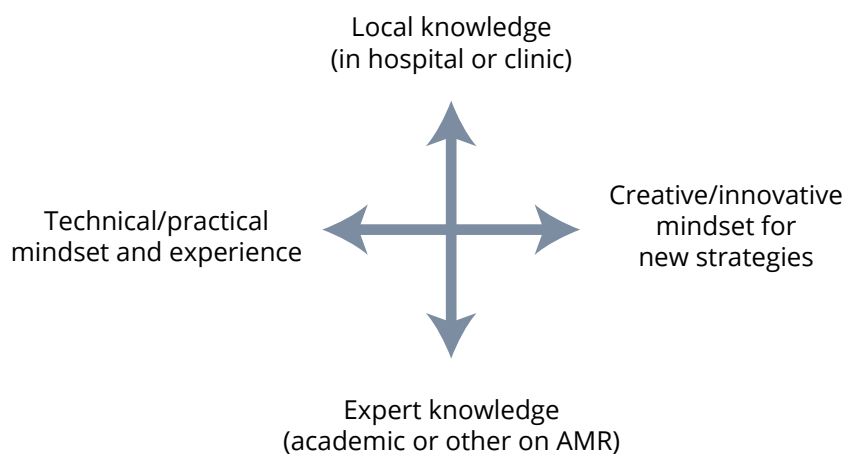 Local knowledge
(in hospital or clinic)
Technical/practical
mindset and experience
Creative/innovative
mindset for
new strategies
Expert knowledge
(academic or other on AMR)